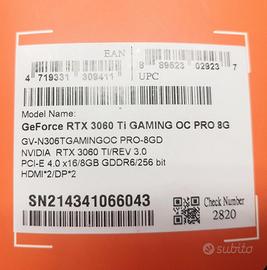 EAN
4 719331 309411
8 89523 02923 7
UPC
Model Name:
GeForce RTX 3060 Ti GAMING OC PRO 8G
GV-N306TGAMINGOC PRO-8GD
NVIDIA RTX 3060 TI/REV 3.0
PCI-E 4.0 x16/8GB GDDR6/256 bit
HDMI*2/DP*2
SN214341066043
Check Number
2820
subito